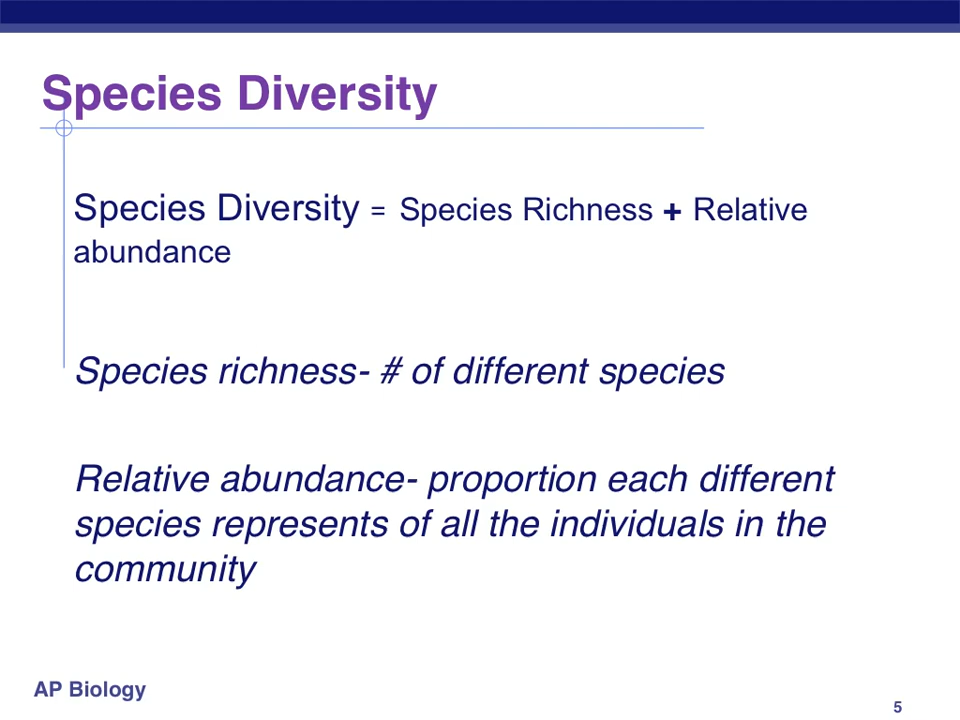 Species Diversity
Species Diversity = Species Richness + Relative
abundance
Species richness- # of different species
Relative abundance- proportion each different
species represents of all the individuals in the
community
AP Biology
5